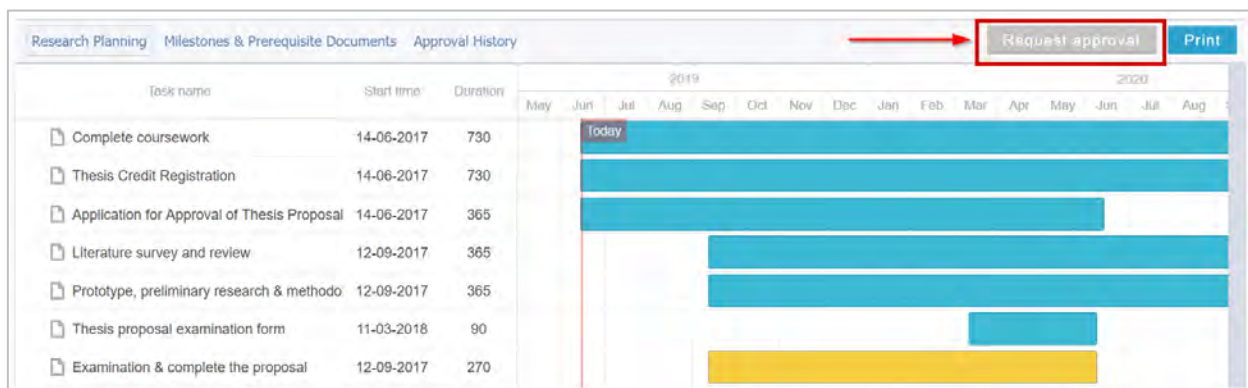 Research Planning Milestones & Prerequisite Documents Approval History Request approval Print
Task name Start time Duration 2019 2020
May Jun Jul Aug Sep Oct Nov Dec Jan Feb Mar Apr May Jun Jul Aug
Today
Complete coursework 14-06-2017 730
Thesis Credit Registration 14-06-2017 730
Application for Approval of Thesis Proposal 14-06-2017 365
Literature survey and review 12-09-2017 365
Prototype, preliminary research & methodo 12-09-2017 365
Thesis proposal examination form 11-03-2018 90
Examination & complete the proposal 12-09-2017 270